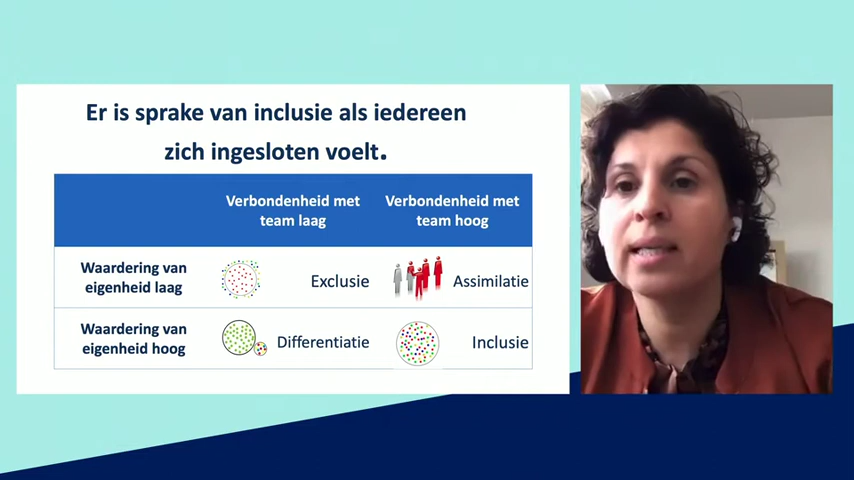 Er is sprake van inclusie als iedereen
zich ingesloten voelt.
Verbondenheid met
team laag
Verbondenheid met
team hoog
Waardering van
eigenheid laag
Exclusie
Assimilatie
Waardering van
eigenheid hoog
Differentiatie
Inclusie